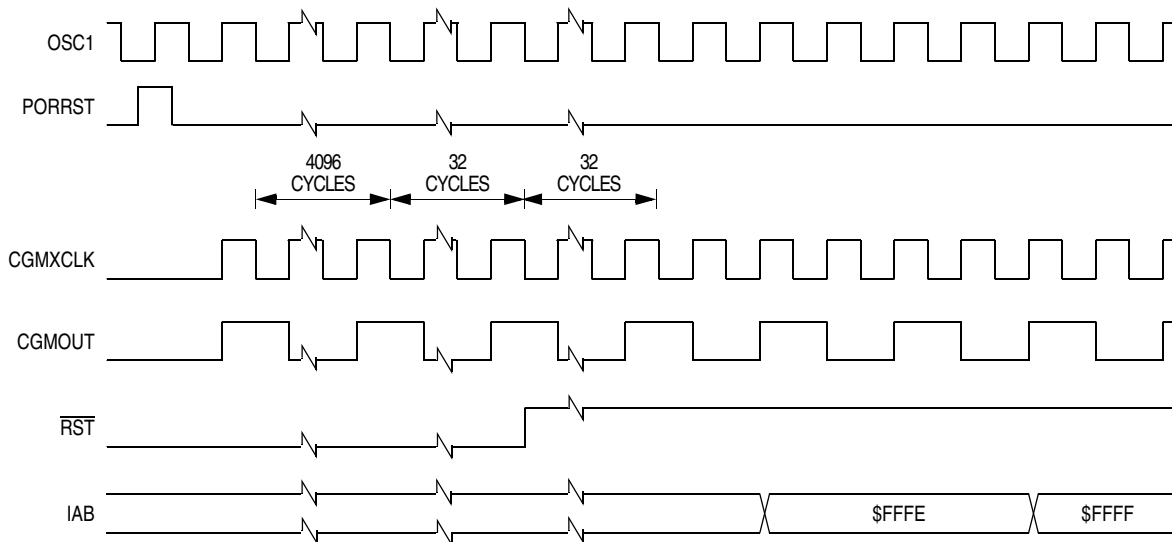 OSC1
PORRST
4096
CYCLES
32
CYCLES
32
CYCLES
CGMXCLK
CGMOUT
RST
IAB
$FFFE
$FFFF